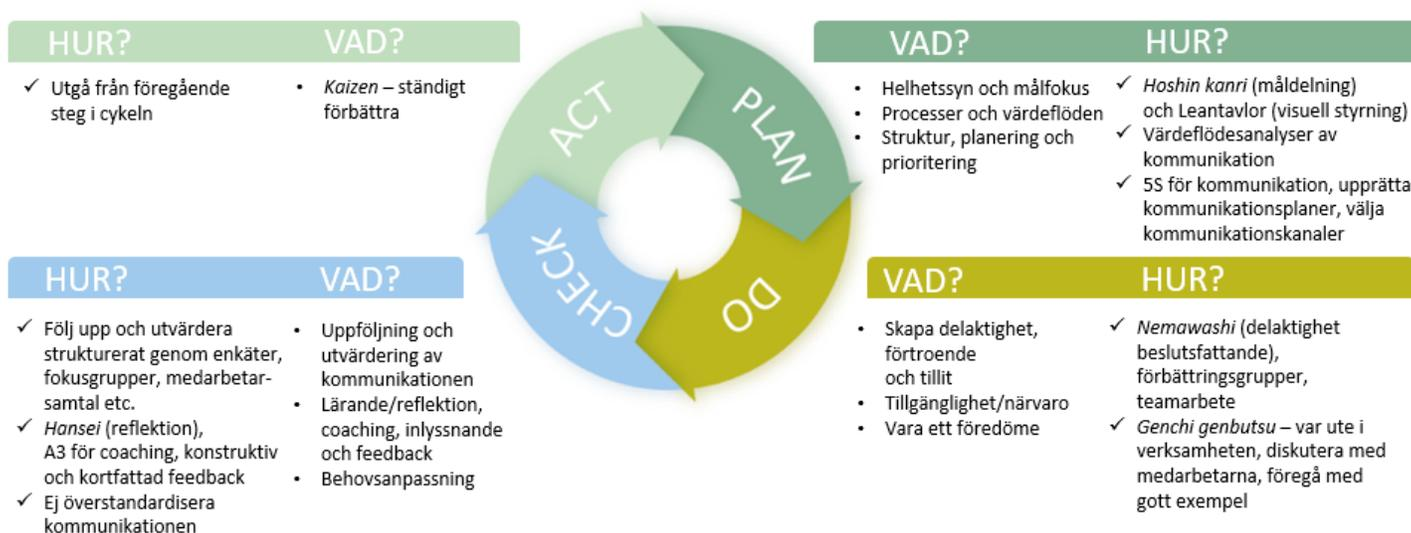 HUR? VAD?
✓ Utgå från föregående
steg i cykeln
• Kaizen – ständigt
förbättra
ACT
PLAN
CHECK
DO
VAD? HUR?
• Helhetssyn och målfokus
• Processer och värdeflöden
• Struktur, planering och
prioritering
✓ Hoshin kanri (måldelning)
och Leantavlor (visuell styrning)
✓ Värdeflödesanalyser av
kommunikation
✓ 5S för kommunikation, upprätta
kommunikationsplaner, välja
kommunikationskanaler
HUR? VAD?
✓ Följ upp och utvärdera
strukturerat genom enkäter,
fokusgrupper, medarbetar-
samtal etc.
✓ Hansei (reflektion),
A3 för coaching, konstruktiv
och kortfattad feedback
✓ Ej överstandardisera
kommunikationen
• Uppföljning och
utvärdering av
kommunikationen
• Lärande/reflektion,
coaching, inlyssnande
och feedback
• Behovsanpassning
VAD? HUR?
• Skapa delaktighet,
förtroende
och tillit
• Tillgänglighet/närvaro
• Vara ett föredöme
✓ Nemawashi (delaktighet
beslutsfattande),
förbättringsgrupper,
teamarbete
✓ Genchi genbutsu – var ute i
verksamheten, diskutera med
medarbetarna, föregå med
gott exempel